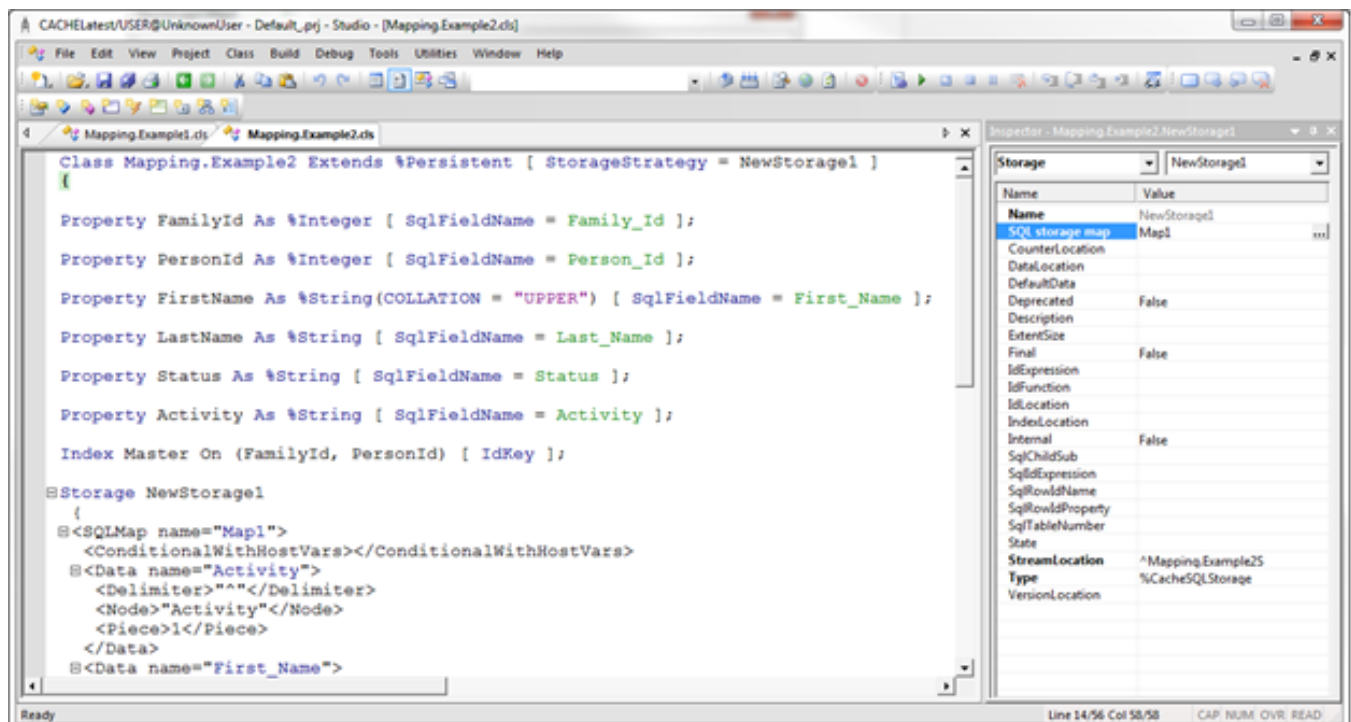 CACHELatest/USER@UnknownUser - Default_.prj - Studio - [Mapping.Example2.cls]
File Edit View Project Class Build Debug Tools Utilities Window Help
Mapping.Example1.cls Mapping.Example2.cls
Class Mapping.Example2 Extends %Persistent [ StorageStrategy = NewStorage1 ]
{
Property FamilyId As %Integer [ SqlFieldName = Family_Id ];
Property PersonId As %Integer [ SqlFieldName = Person_Id ];
Property FirstName As %String(COLLATION = "UPPER") [ SqlFieldName = First_Name ];
Property LastName As %String [ SqlFieldName = Last_Name ];
Property Status As %String [ SqlFieldName = Status ];
Property Activity As %String [ SqlFieldName = Activity ];
Index Master On (FamilyId, PersonId) [ IdKey ];
Storage NewStorage1
{
<SQLMap name="Map1">
<ConditionalWithHostVars></ConditionalWithHostVars>
<Data name="Activity">
<Delimiter>"^"</Delimiter>
<Node>"Activity"</Node>
<Piece>1</Piece>
</Data>
<Data name="First_Name">
Inspector - Mapping.Example2.NewStorage1
Storage NewStorage1
Name Value
Name NewStorage1
SQL storage map Map1 ...
CounterLocation
DataLocation
DefaultData
Deprecated False
Description
ExtentSize
Final False
IdExpression
IdFunction
IdLocation
IndexLocation
Internal False
SqlChildSub
SqlIdExpression
SqlRowIdName
SqlRowIdProperty
SqlTableNumber
State
StreamLocation ^Mapping.Example2S
Type %CacheSQLStorage
VersionLocation
Ready Line 14/56 Col 58/58 CAP NUM OVR READ